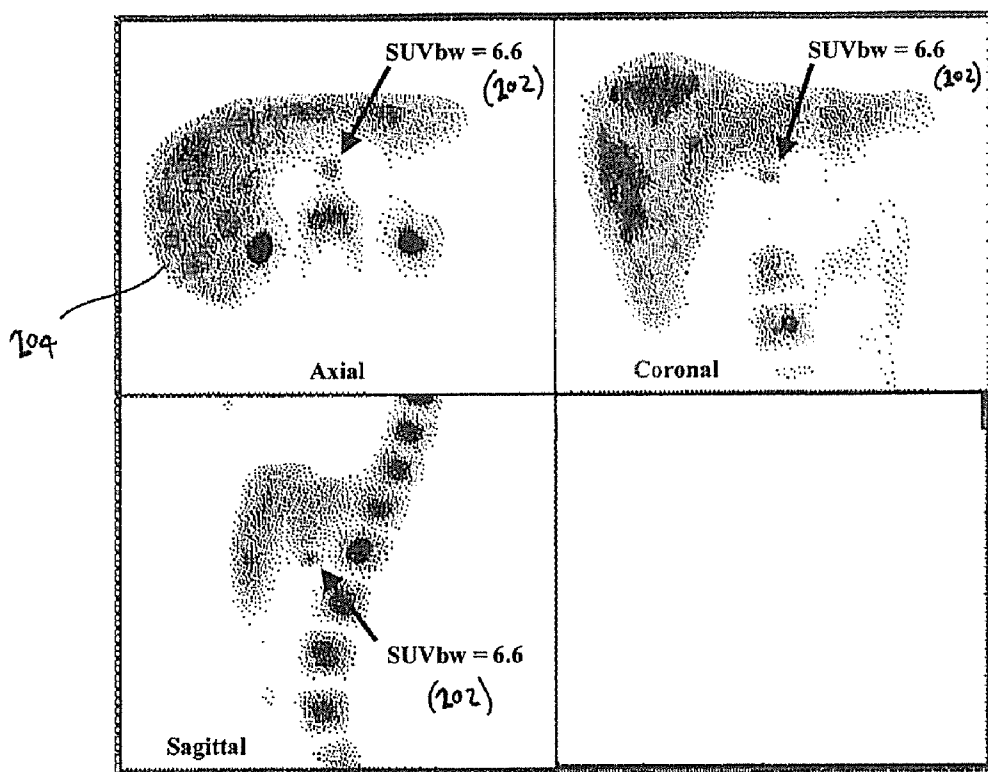 SUVbw = 6.6
(202)
SUVbw = 6.6
(202)
204
Axial
Coronal
SUVbw = 6.6
(202)
Sagittal